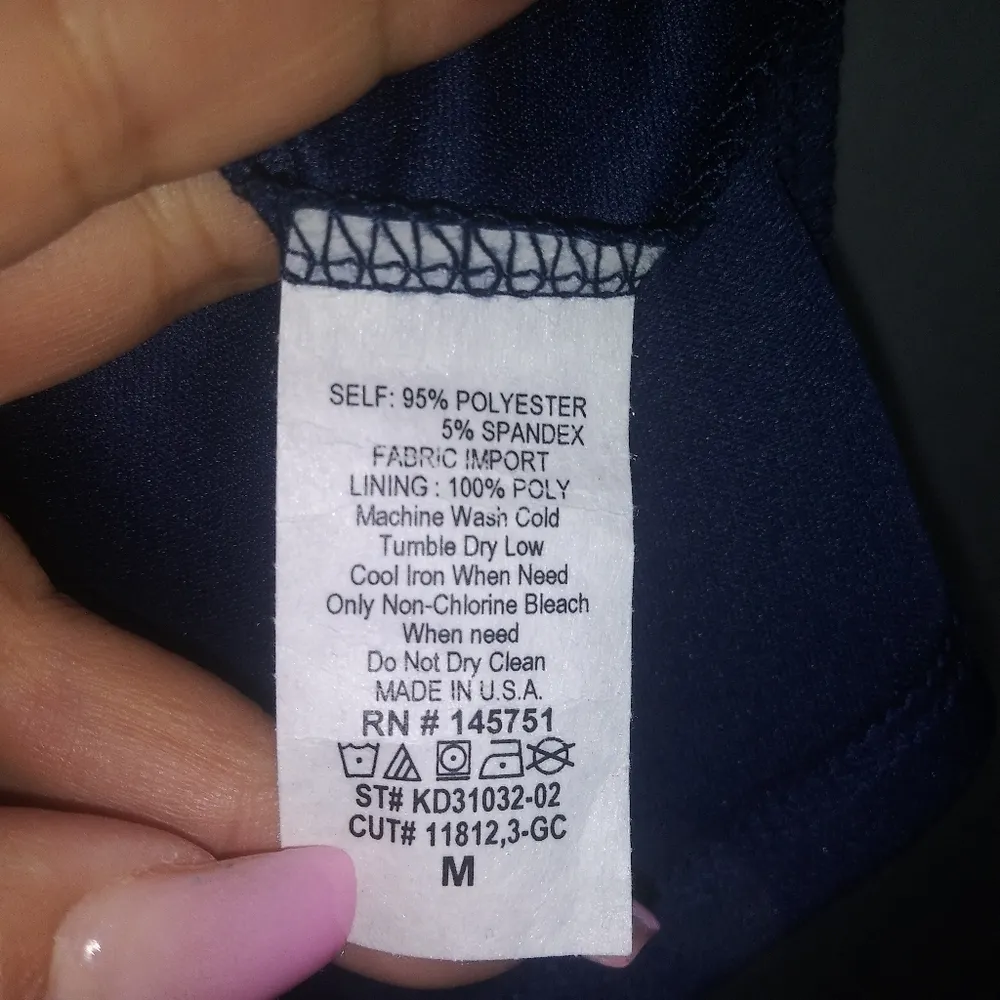 SELF: 95% POLYESTER
5% SPANDEX
FABRIC IMPORT
LINING : 100% POLY
Machine Wash Cold
Tumble Dry Low
Cool Iron When Need
Only Non-Chlorine Bleach
When need
Do Not Dry Clean
MADE IN U.S.A.
RN # 145751
ST# KD31032-02
CUT# 11812,3-GC
M